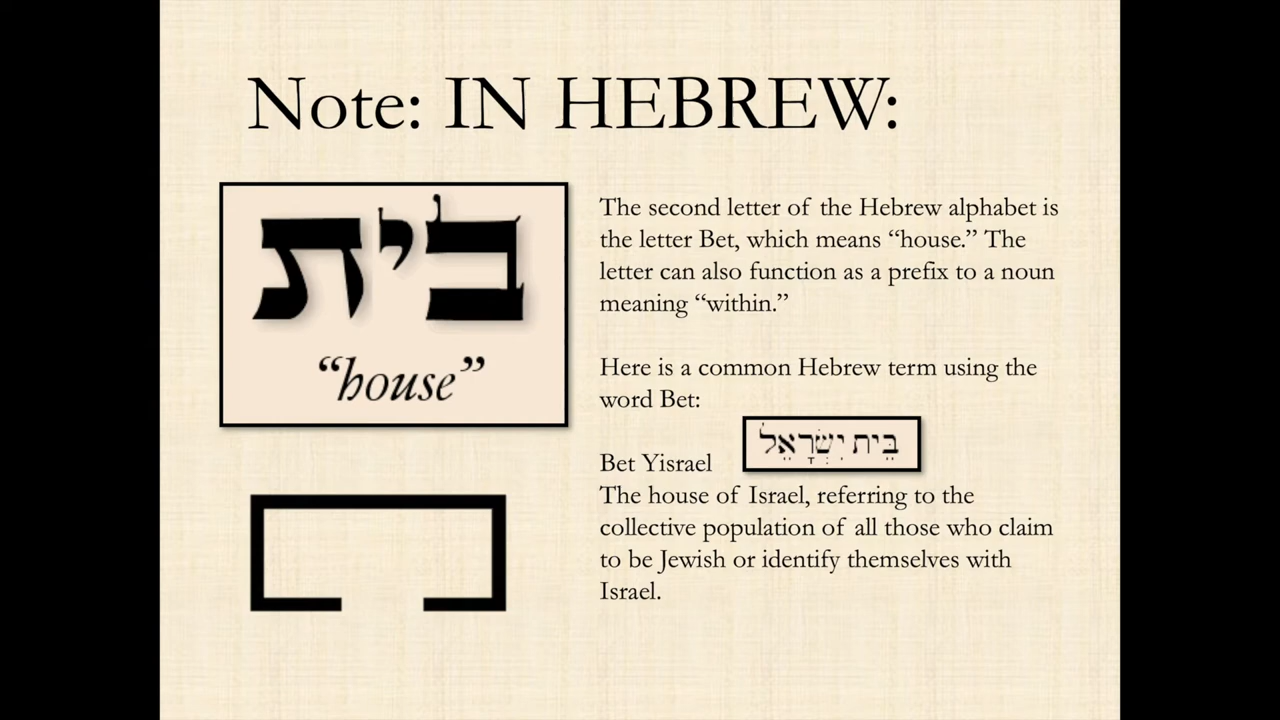 Note: IN HEBREW:
בית
“house”
The second letter of the Hebrew alphabet is
the letter Bet, which means “house.” The
letter can also function as a prefix to a noun
meaning “within.”
Here is a common Hebrew term using the
word Bet:
בֵּית יִשְׂרָאֵל
Bet Yisrael
The house of Israel, referring to the
collective population of all those who claim
to be Jewish or identify themselves with
Israel.